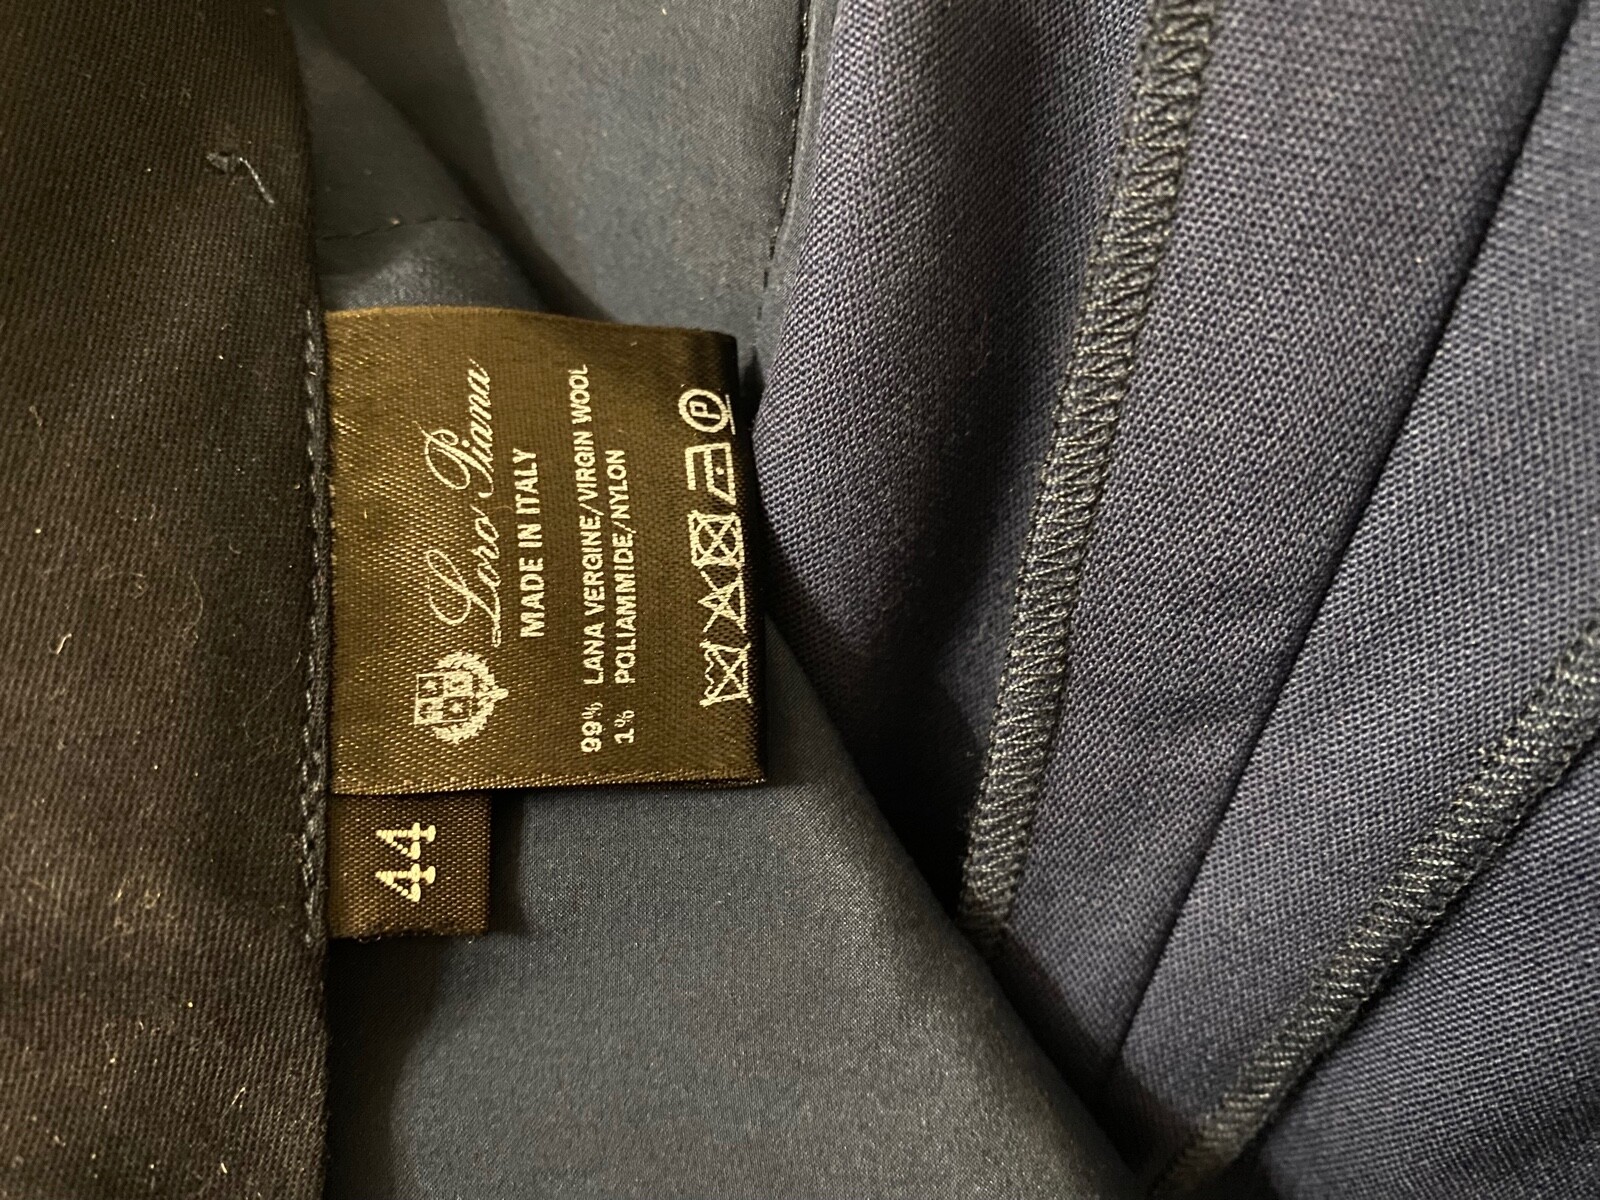 Loro Piana
MADE IN ITALY
99% LANA VERGINE/VIRGIN WOOL
1% POLIAMMIDE/NYLON
P
44